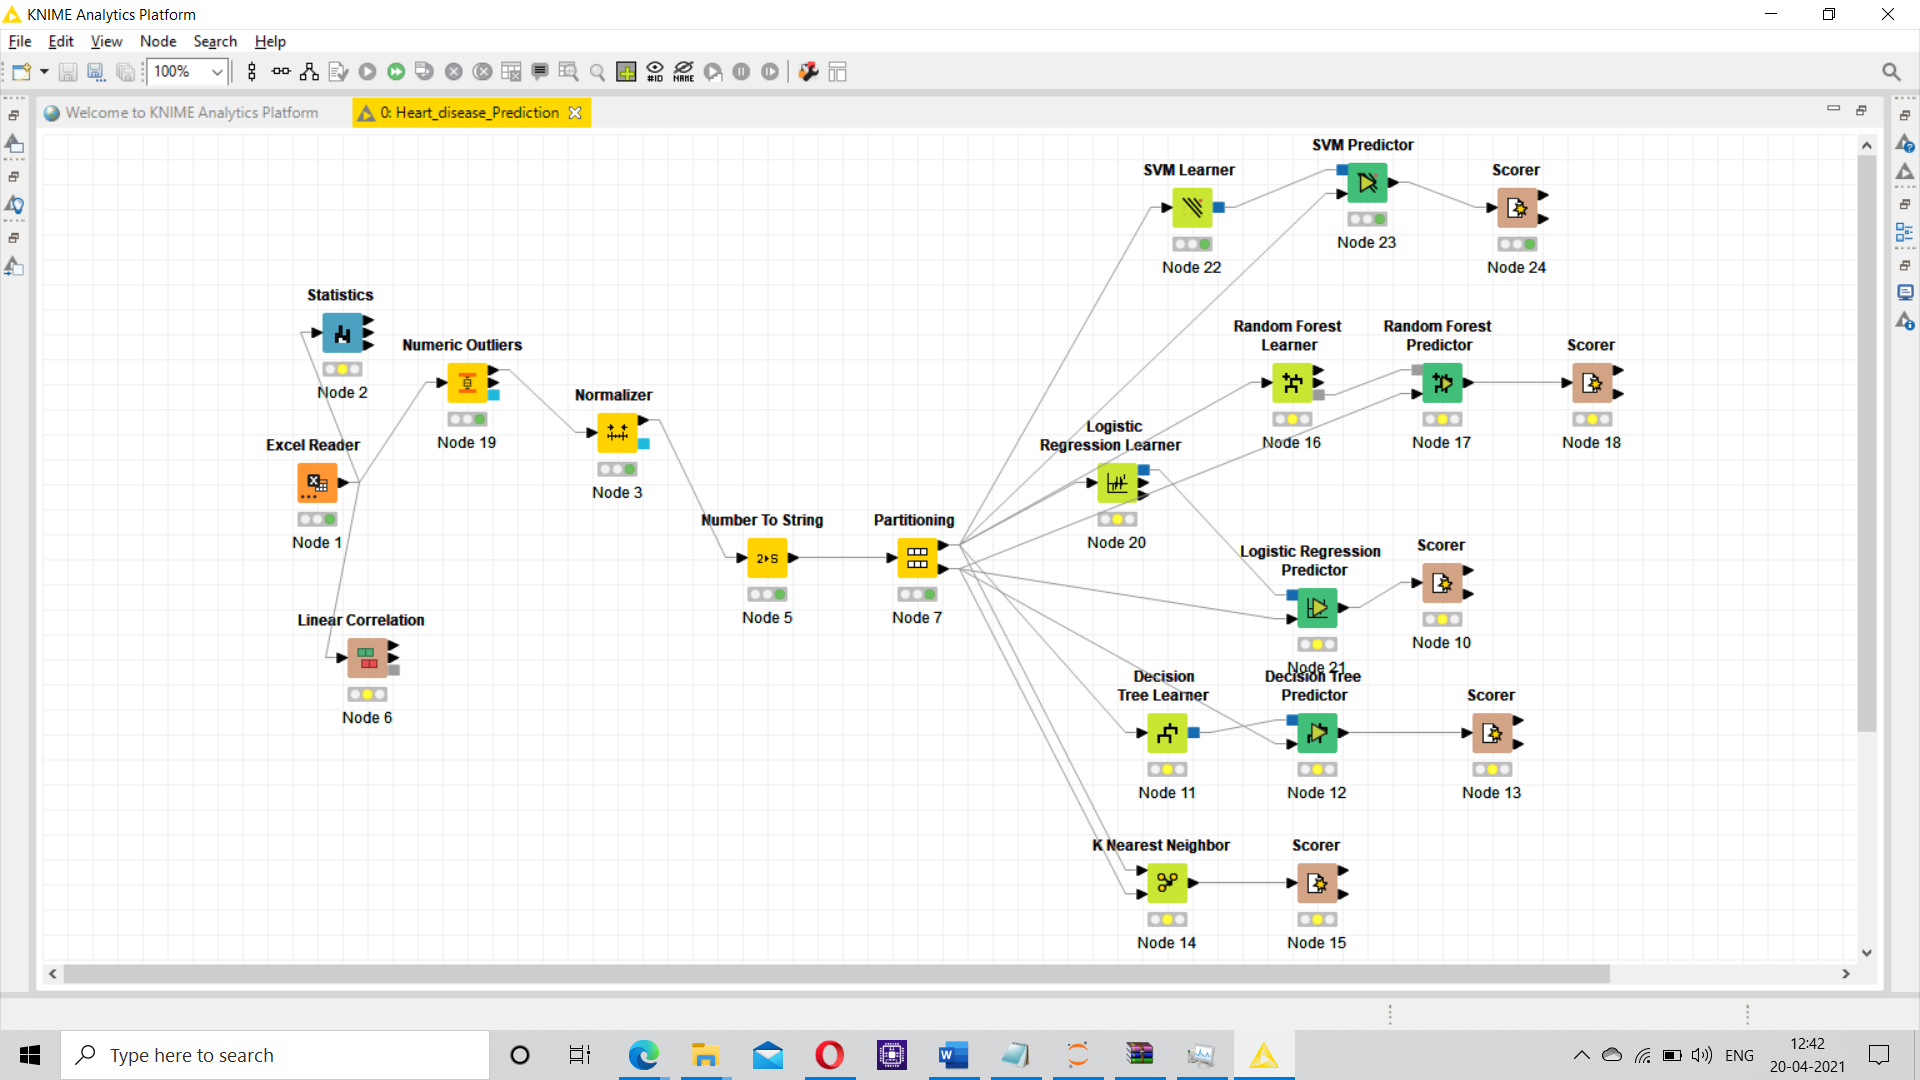 KNIME Analytics Platform
File Edit View Node Search Help
100%
#ID
NAME
Welcome to KNIME Analytics Platform
0: Heart_disease_Prediction
SVM Predictor
Node 23
SVM Learner
Node 22
Scorer
Node 24
Statistics
Node 2
Numeric Outliers
Node 19
Normalizer
Node 3
Excel Reader
X
Node 1
Random Forest
Learner
Node 16
Random Forest
Predictor
Node 17
Scorer
Node 18
Logistic
Regression Learner
Node 20
Number To String
2▸S
Node 5
Partitioning
Node 7
Logistic Regression
Predictor
Node 21
Scorer
Node 10
Linear Correlation
Node 6
Decision
Tree Learner
Node 11
Decision Tree
Predictor
Node 12
Scorer
Node 13
K Nearest Neighbor
Node 14
Scorer
Node 15
Type here to search
W
ENG
12:42
20-04-2021